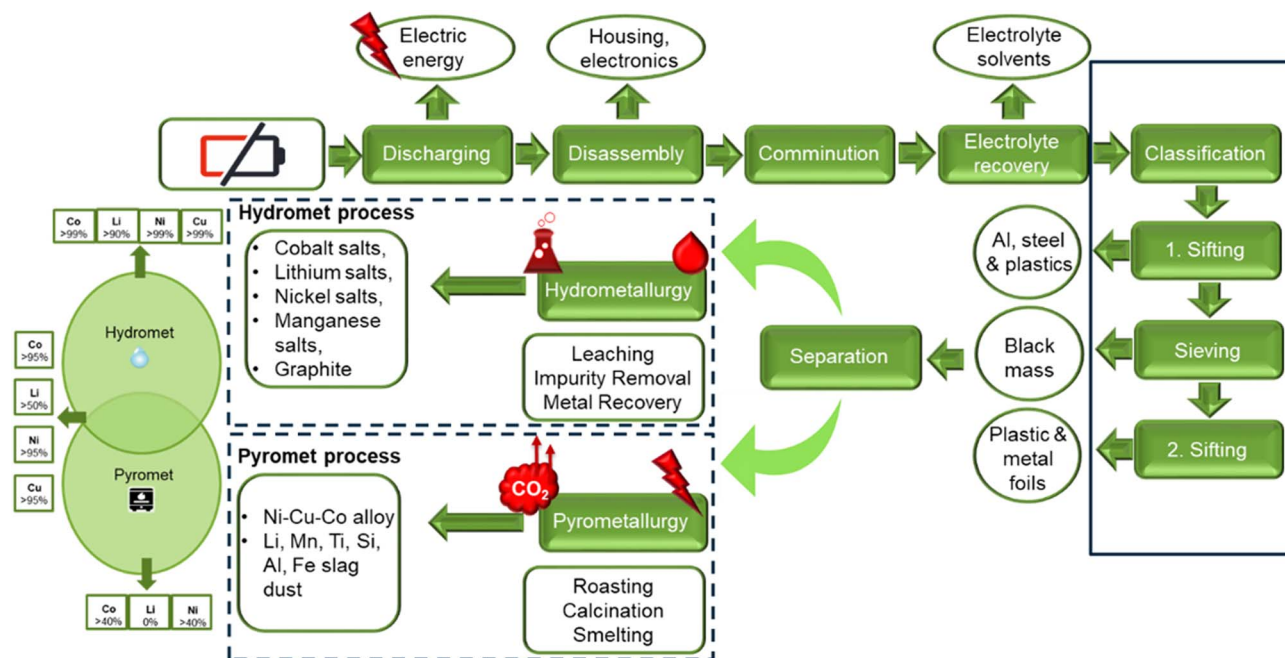 Electric
energy
Housing,
electronics
Electrolyte
solvents
Discharging
Disassembly
Comminution
Electrolyte
recovery
Classification
Co
>99%
Li
>90%
Ni
>99%
Cu
>99%
Hydromet process
• Cobalt salts,
• Lithium salts,
• Nickel salts,
• Manganese
salts,
• Graphite
Hydrometallurgy
Leaching
Impurity Removal
Metal Recovery
Separation
Al, steel
& plastics
1. Sifting
Black
mass
Sieving
Plastic &
metal
foils
2. Sifting
Hydromet
Co
>95%
Li
>50%
Ni
>95%
Cu
>95%
Pyromet
Co
>40%
Li
0%
Ni
>40%
Pyromet process
• Ni-Cu-Co alloy
• Li, Mn, Ti, Si,
Al, Fe slag
dust
CO₂
Pyrometallurgy
Roasting
Calcination
Smelting